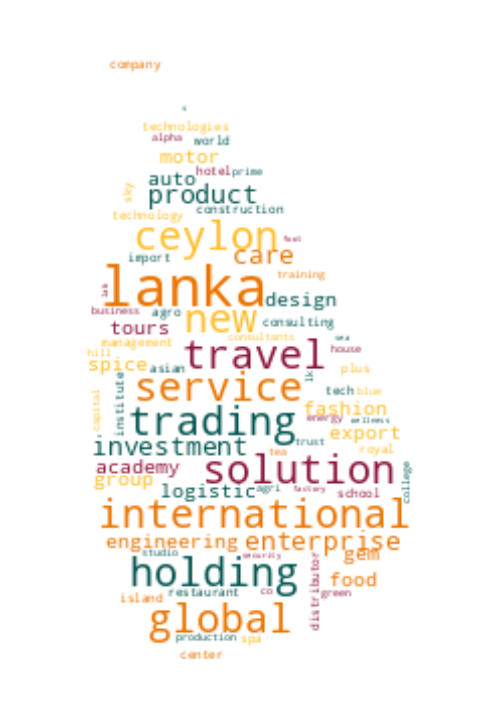 company
s
technologies
alpha world
motor
hotel prime
auto
sky product
construction
technology
ceylon
feet
import care
training
lanka
lab
design
business agro new
consulting
tours
consultants sea
management
travel house
hill
spice asian
lk plus
service
institute tech blue
capital
fashion
trading energy wellness
export
investment trust
royal
tea
academy solution
group college
logistic agri factory school
international
engineering enterprise
studio security gem
holding food
distributor
restaurant co green
island
global
production spa
center